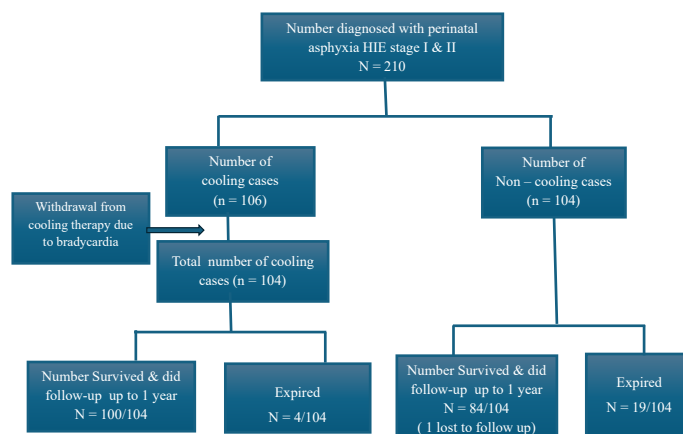 Number diagnosed with perinatal
asphyxia HIE stage I & II
N = 210
Number of
cooling cases
(n = 106)
Number of
Non – cooling cases
(n = 104)
Withdrawal from
cooling therapy due
to bradycardia
Total number of cooling
cases (n = 104)
Number Survived & did
follow-up up to 1 year
N = 100/104
Expired
N = 4/104
Number Survived & did
follow-up up to 1 year
N = 84/104
( 1 lost to follow up)
Expired
N = 19/104